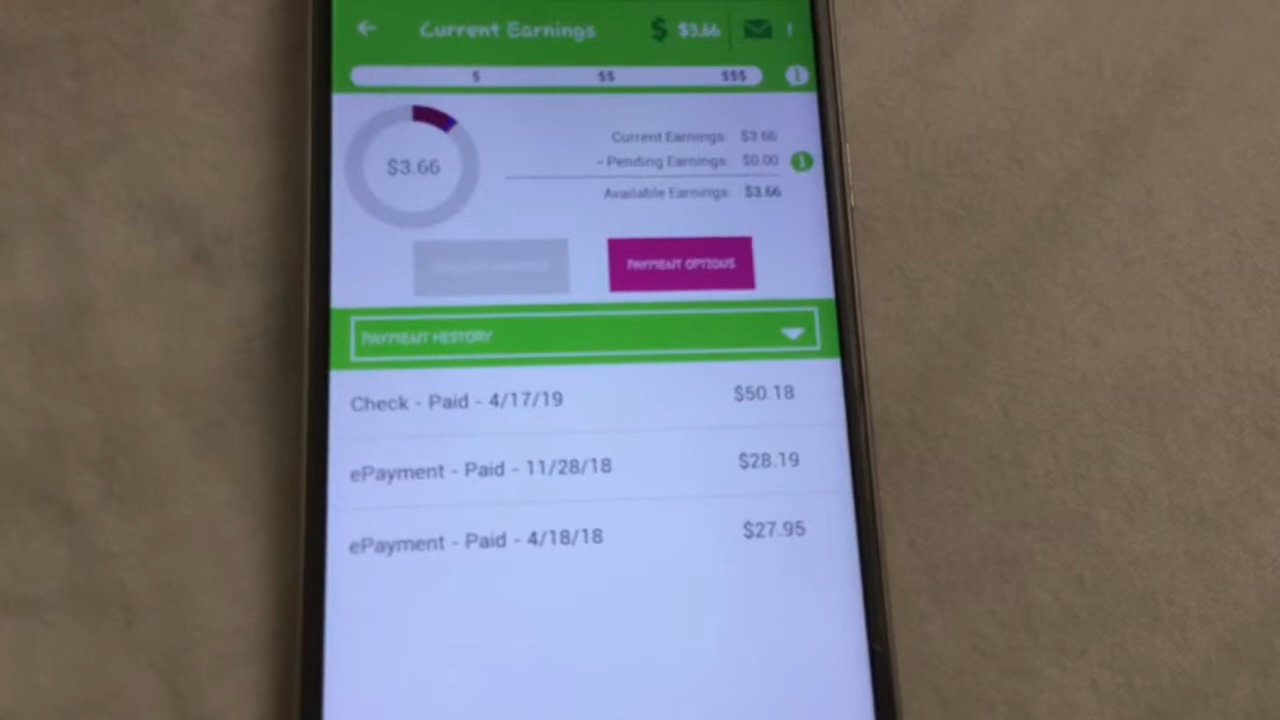 Current Earnings $ $3.66 1
$ $$ $$$ i
$3.66
Current Earnings: $3.66
- Pending Earnings: $0.00 i
Available Earnings: $3.66
PAYMENT OPTIONS
PAYMENT HISTORY
Check - Paid - 4/17/19 $50.18
ePayment - Paid - 11/28/18 $28.19
ePayment - Paid - 4/18/18 $27.95